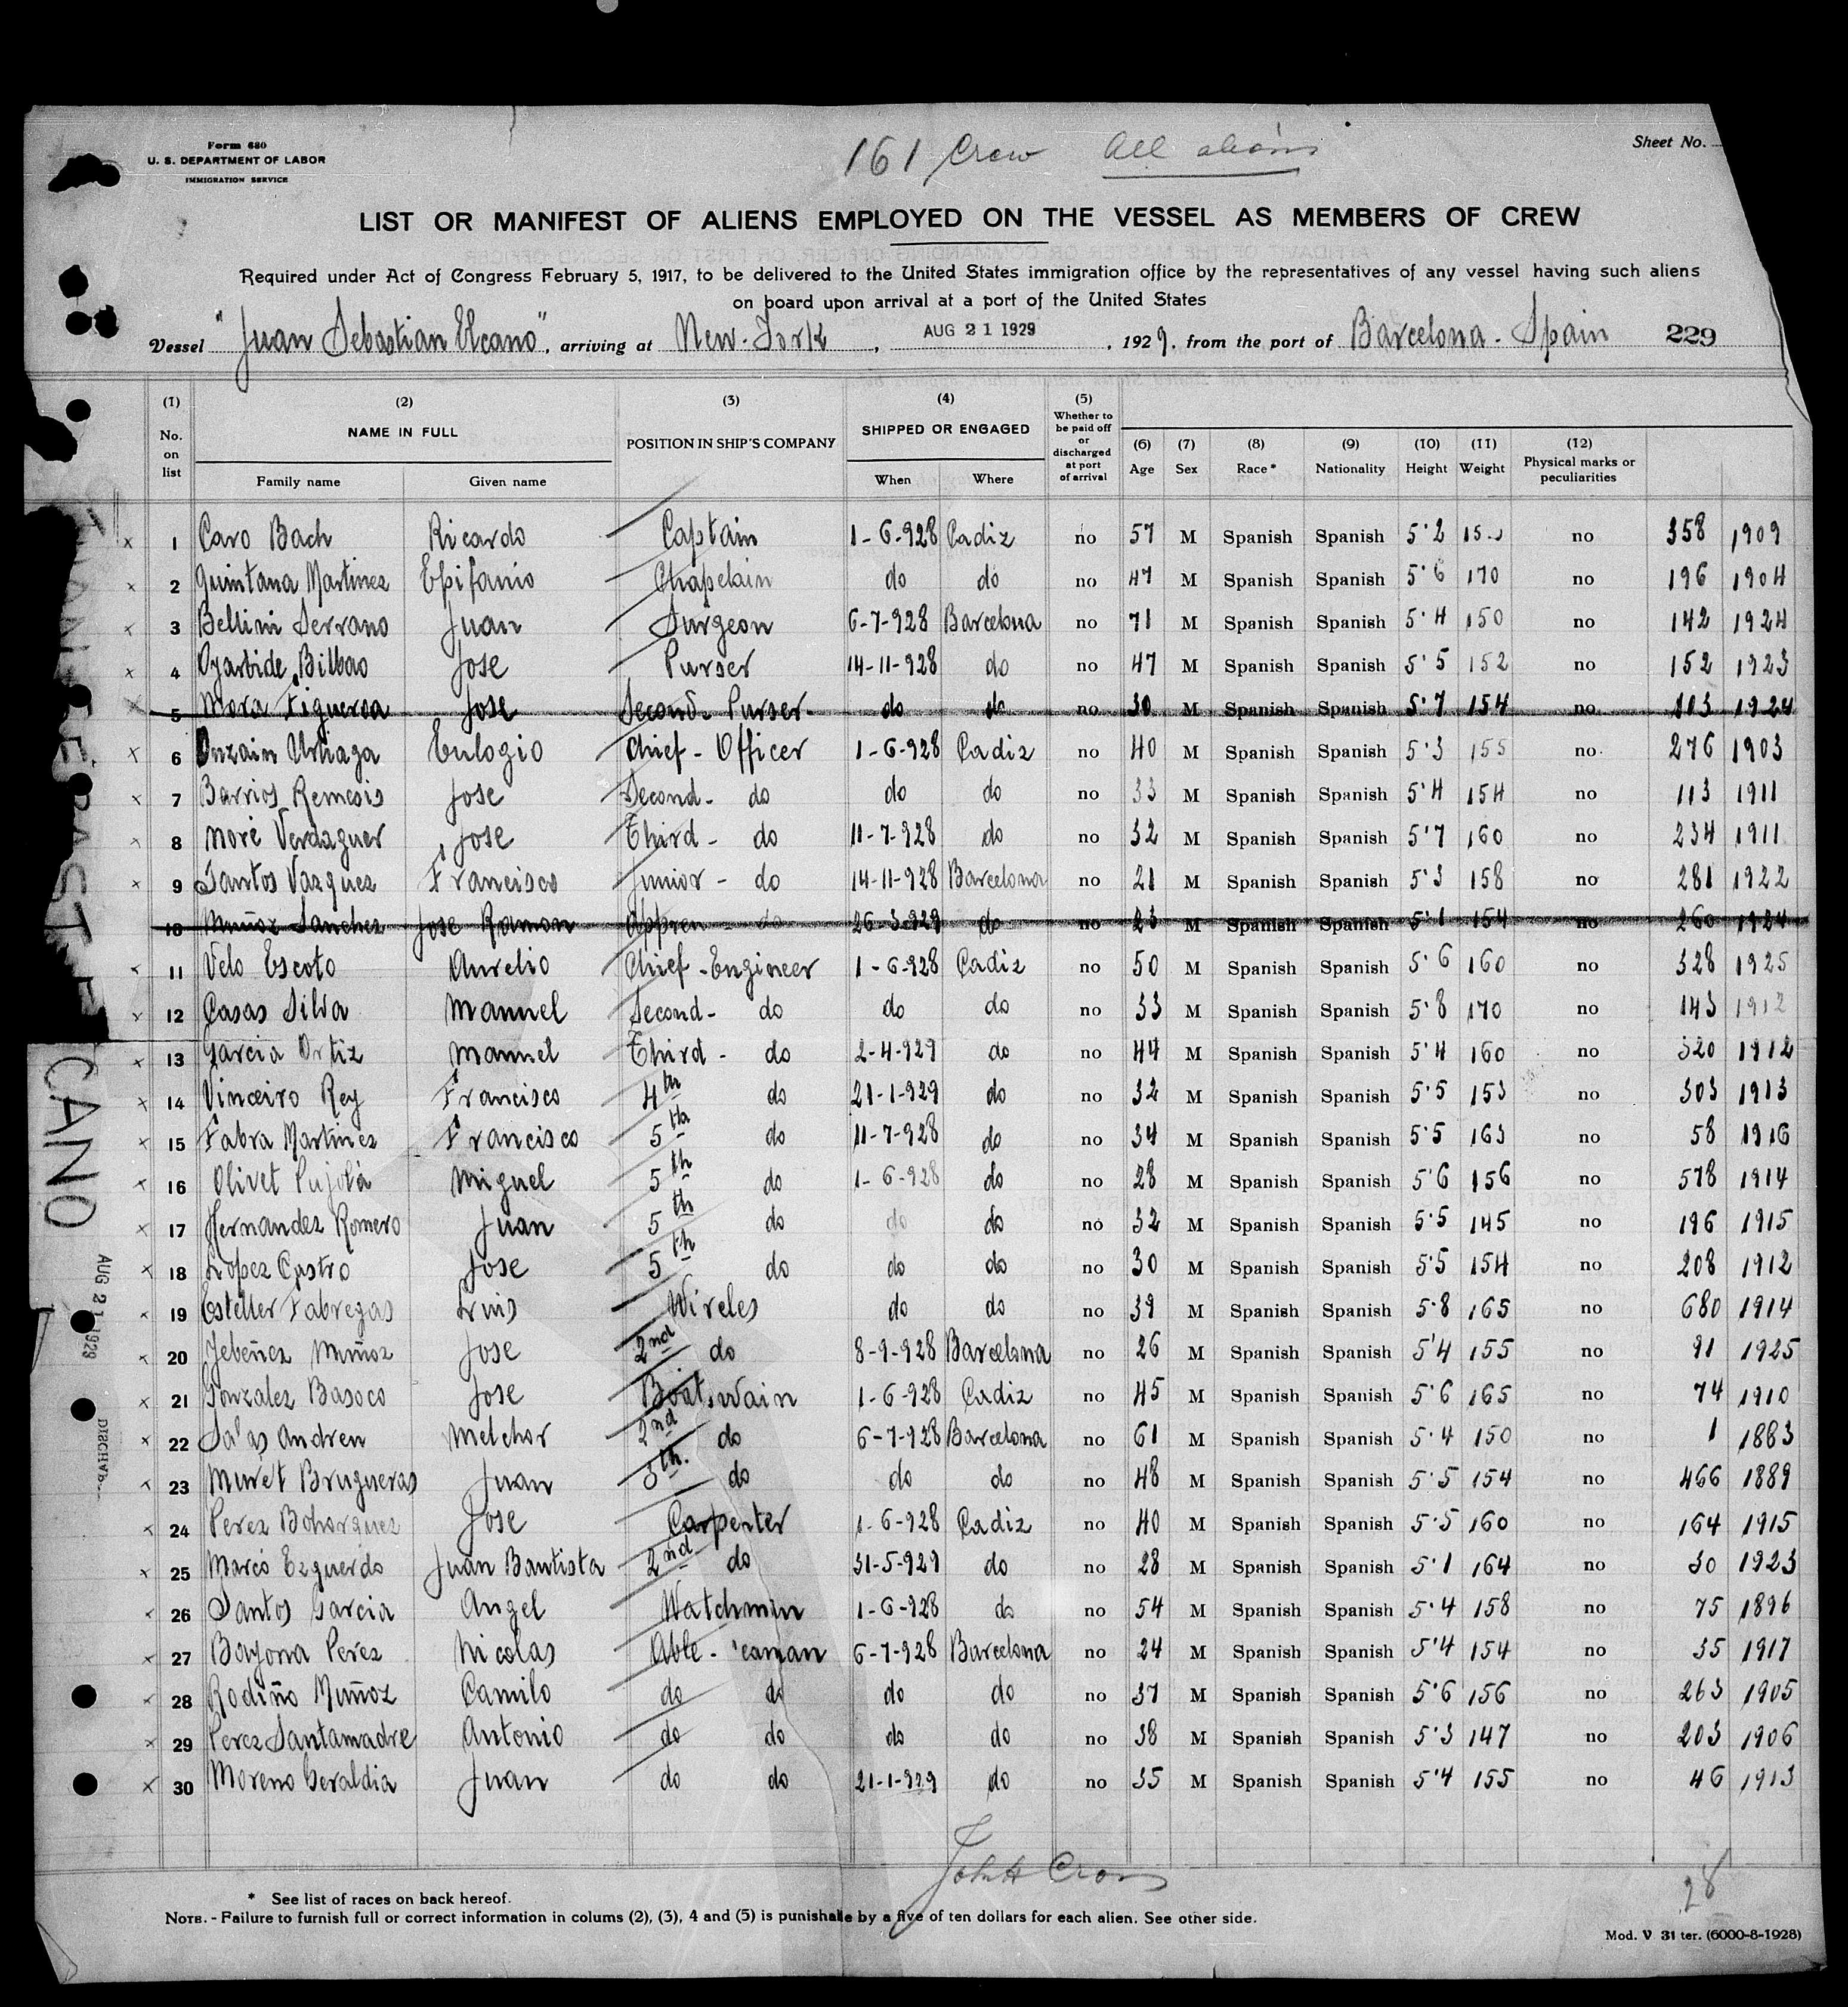 Form 680
U. S. DEPARTMENT OF LABOR
IMMIGRATION SERVICE
161 Crew All aliens
Sheet No.
LIST OR MANIFEST OF ALIENS EMPLOYED ON THE VESSEL AS MEMBERS OF CREW
Required under Act of Congress February 5, 1917, to be delivered to the United States immigration office by the representatives of any vessel having such aliens
on board upon arrival at a port of the United States
Vessel "Juan Sebastian Elcano", arriving at New-York, AUG 21 1929, 1929, from the port of Barcelona - Spain 229
(1) (2) (3) (4) (5)
No. on list NAME IN FULL POSITION IN SHIP'S COMPANY SHIPPED OR ENGAGED Whether to be paid off or discharged at port of arrival (6) Age (7) Sex (8) Race* (9) Nationality (10) Height (11) Weight (12) Physical marks or peculiarities
Family name Given name When Where
x 1 Caro Bach Ricardo Captain 1-6-928 Cadiz no 57 M Spanish Spanish 5'2 no 358 1909
x 2 Quintana Martinez Epifanio Chapelain do do no 47 M Spanish Spanish 5'6 170 no 196 1904
x 3 Bellini Serrano Juan Surgeon 6-7-928 Barcelona no 71 M Spanish Spanish 5'4 150 no 142 1924
x 4 Oyarbide Bilbao Jose Purser 14-11-928 do no 47 M Spanish Spanish 5'5 152 no 152 1923
x 5 Mora Figueroa Jose Second- Purser- do do no 30 M Spanish Spanish 5'7 154 no 103 1924
x 6 Onzain Urtiaga Eulogio Chief- Officer 1-6-928 Cadiz no 40 M Spanish Spanish 5'3 155 no 276 1903
x 7 Barrios Remesis Jose Second- do do do no 33 M Spanish Spanish 5'4 154 no 113 1911
x 8 Moré Verdaguer Jose Third- do 11-7-928 do no 32 M Spanish Spanish 5'7 160 no 234 1911
x 9 Santos Vazquez Francisco Junior- do 14-11-928 Barcelona no 21 M Spanish Spanish 5'3 158 no 281 1922
10 Muñoz Sanchez Jose Ramon Appren- do 26-3-929 do no 23 M Spanish Spanish 5'1 154 no 260 1924
x 11 Velo Escoto Aurelio Chief-Engineer 1-6-928 Cadiz no 50 M Spanish Spanish 5'6 160 no 328 1925
x 12 Casas Silva Manuel Second- do do do no 33 M Spanish Spanish 5'8 170 no 143 1912
x 13 Garcia Ortiz Manuel Third- do 2-4-929 do no 44 M Spanish Spanish 5'4 160 no 320 1912
x 14 Vinceiro Rey Francisco 4th do 21-1-929 do no 32 M Spanish Spanish 5'5 153 no 303 1913
x 15 Fabra Martinez Francisco 5th do 11-7-928 do no 34 M Spanish Spanish 5'5 163 no 58 1916
x 16 Olivet Pujolà Miguel 5th do 1-6-928 do no 28 M Spanish Spanish 5'6 156 no 578 1914
x 17 Hernandez Romero Juan 5th do do do no 32 M Spanish Spanish 5'5 145 no 196 1915
x 18 Lopez Castro Jose 5th do do do no 30 M Spanish Spanish 5'5 154 no 208 1912
x 19 Esteller Fabregas Luis Wireles do do no 39 M Spanish Spanish 5-8 165 no 680 1914
x 20 Jebeñez Muñoz Jose 2nd do 8-9-928 Barcelona no 26 M Spanish Spanish 5'4 155 no 91 1925
x 21 Gonzalez Basoco Jose Boatswain 1-6-928 Cadiz no 45 M Spanish Spanish 5'6 165 no 74 1910
x 22 Salas Andreu Melchor 2nd do 6-7-928 Barcelona no 61 M Spanish Spanish 5'4 150 no 1 1883
x 23 Muret Brugueras Juan 3th. do do do no 48 M Spanish Spanish 5'5 154 no 466 1889
x 24 Perez Bohorquez Jose Carpenter 1-6-928 Cadiz no 40 M Spanish Spanish 5'5 160 no 164 1915
x 25 Marcó Ezquerdo Juan Bautista 2nd do 31-5-929 do no 28 M Spanish Spanish 5'1 164 no 30 1923
x 26 Santos Garcia Angel Watchman 1-6-928 do no 54 M Spanish Spanish 5'4 158 no 75 1896
x 27 Bayona Perez Nicolas Able- eaman 6-7-928 Barcelona no 24 M Spanish Spanish 5'4 154 no 35 1917
x 28 Rodiño Muñoz Camilo do do do do no 37 M Spanish Spanish 5'6 156 no 263 1905
x 29 Perez Santamadre Antonio do do do do no 38 M Spanish Spanish 5'3 147 no 203 1906
x 30 Moreno Geraldia Juan do do 21-1-929 do no 35 M Spanish Spanish 5'4 155 no 46 1913
CANO
AUG 21 1929
28
* See list of races on back hereof.
NOTE. - Failure to furnish full or correct information in colums (2), (3), 4 and (5) is punishable by a five of ten dollars for each alien. See other side.
Mod. V 31 ter. (6000-8-1928)